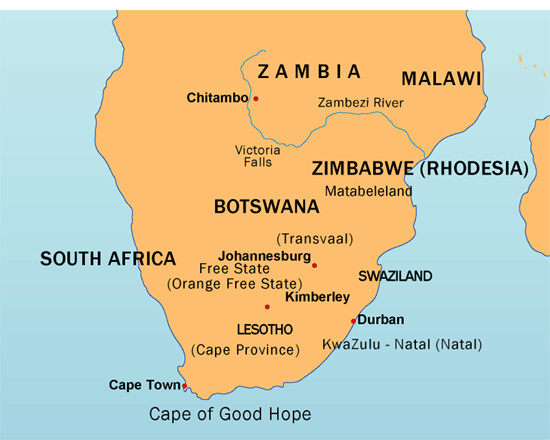 ZAMBIA
MALAWI
Chitambo
Zambezi River
Victoria
Falls
ZIMBABWE (RHODESIA)
Matabeleland
BOTSWANA
(Transvaal)
SOUTH AFRICA
Johannesburg
Free State
(Orange Free State)
SWAZILAND
Kimberley
Durban
LESOTHO
KwaZulu - Natal (Natal)
(Cape Province)
Cape Town
Cape of Good Hope